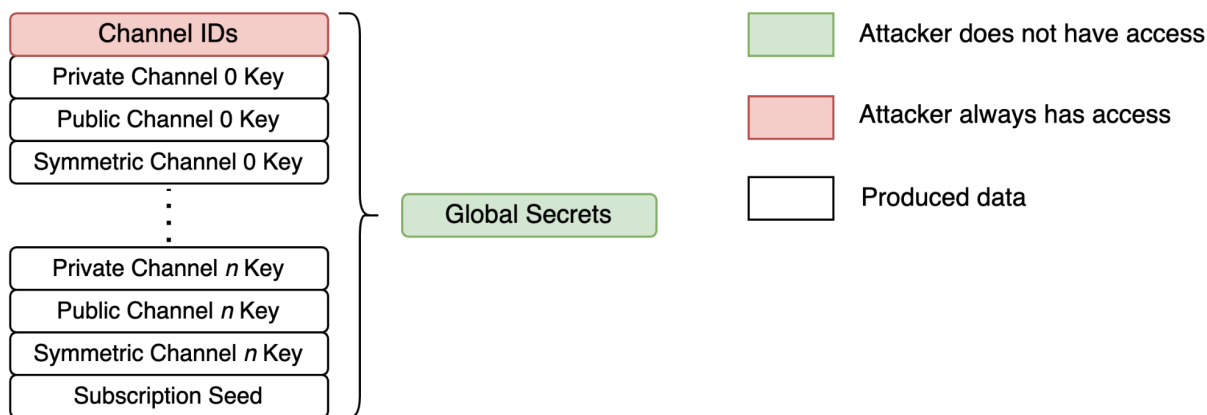 Channel IDs
Private Channel 0 Key
Public Channel 0 Key
Symmetric Channel 0 Key
Private Channel n Key
Public Channel n Key
Symmetric Channel n Key
Subscription Seed
Global Secrets
Attacker does not have access
Attacker always has access
Produced data